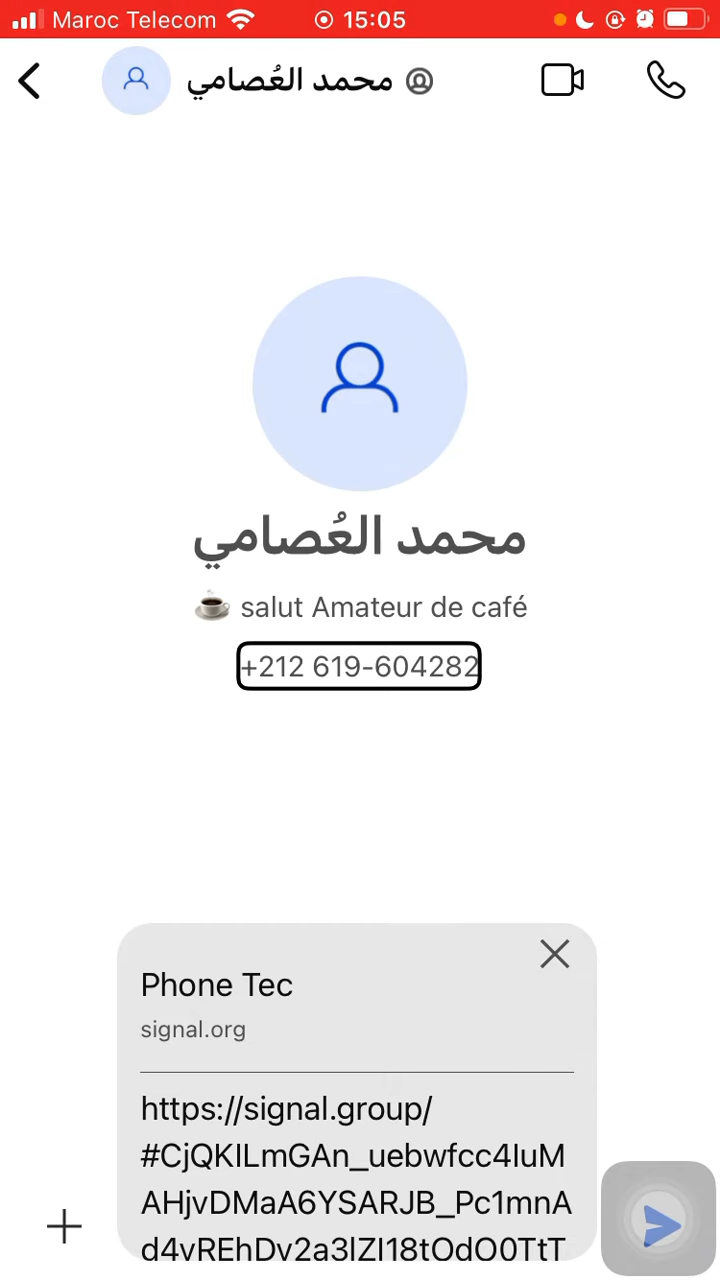 Maroc Telecom 15:05
محمد العُصامي
محمد العُصامي
☕ salut Amateur de café
+212 619-604282
Phone Tec
signal.org
https://signal.group/
#CjQKILmGAn_uebwfcc4luM
AHjvDMaA6YSARJB_Pc1mnA
d4vREhDv2a3lZI18tOdO0TtT